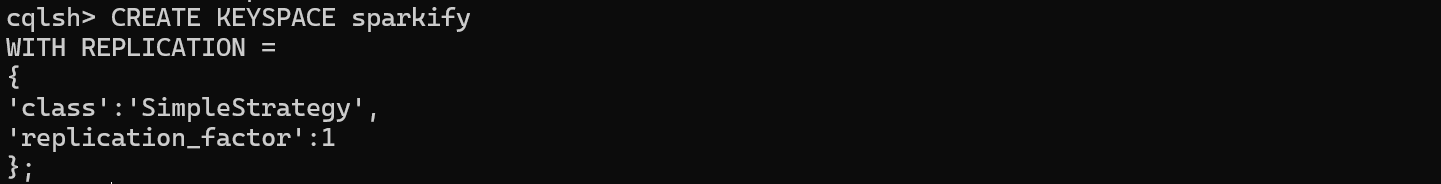 cqlsh> CREATE KEYSPACE sparkify
WITH REPLICATION =
{
'class':'SimpleStrategy',
'replication_factor':1
};